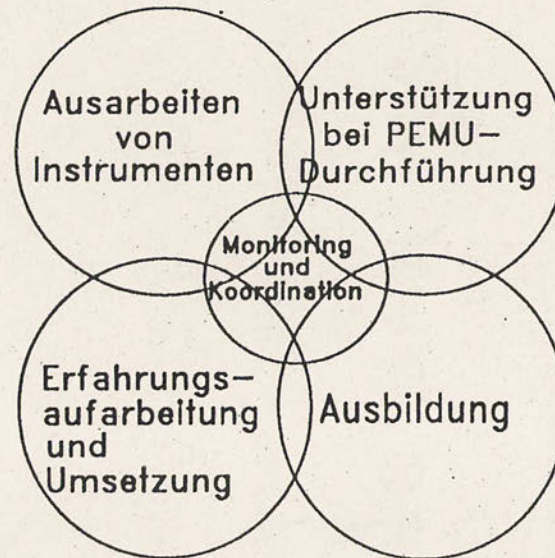 Ausarbeiten
von
Instrumenten
Unterstützung
bei PEMU-
Durchführung
Monitoring
und
Koordination
Erfahrungs-
aufarbeitung
und
Umsetzung
Ausbildung